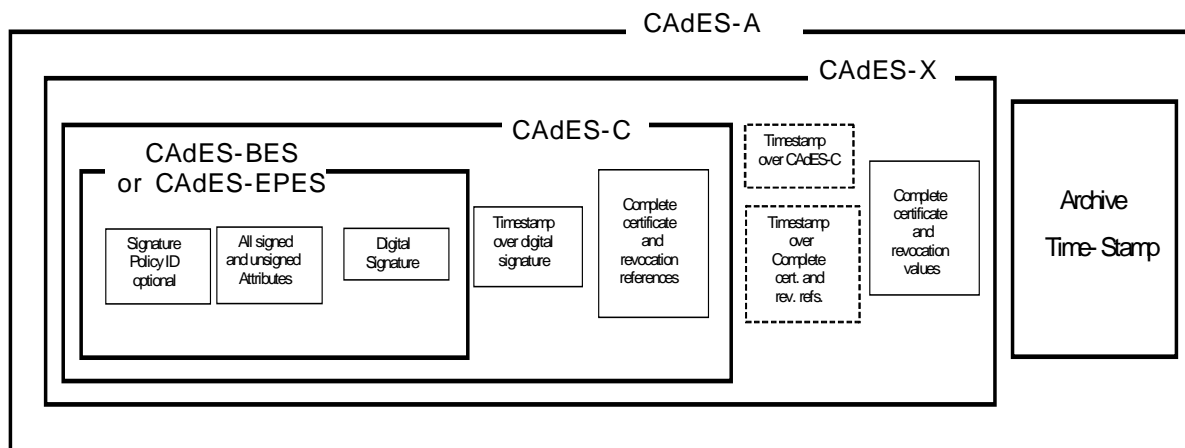 CAdES-A
CAdES-X
CAdES-C
CAdES-BES
or CAdES-EPES
Signature
Policy ID
optional
All signed
and unsigned
Attributes
Digital
Signature
Timestamp
over digital
signature
Complete
certificate
and
revocation
references
Timestamp
over CAdES-C
Timestamp
over
Complete
cert. and
rev. refs.
Complete
certificate
and
revocation
values
Archive
Time-Stamp